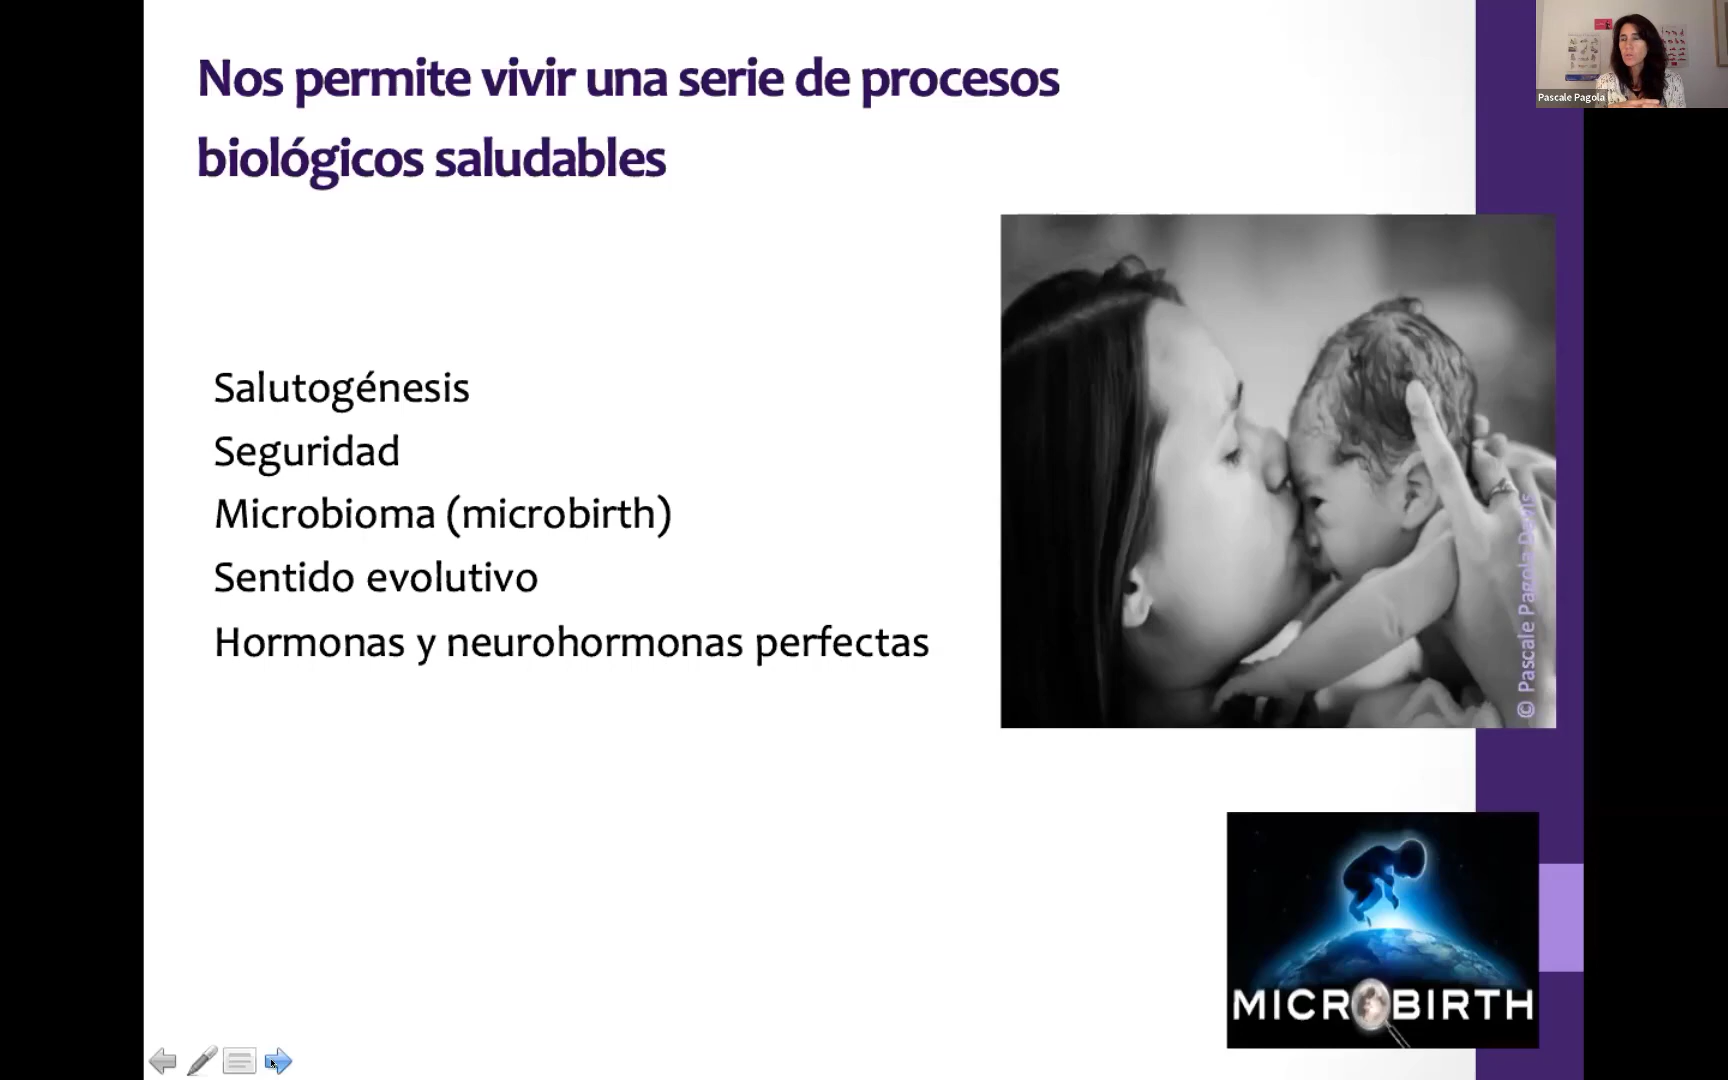 Nos permite vivir una serie de procesos
biológicos saludables
Pascale Pagola
Salutogénesis
Seguridad
Microbioma (microbirth)
Sentido evolutivo
Hormonas y neurohormonas perfectas
© Pascale Pagola Devis
MICROBIRTH